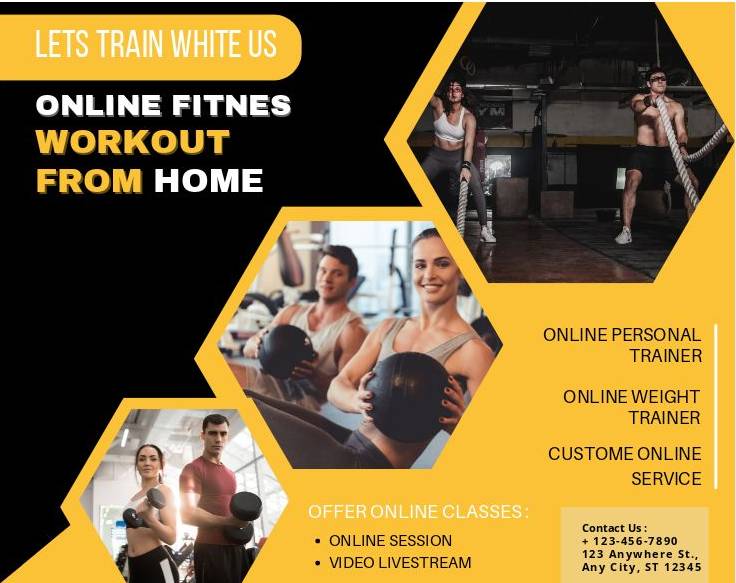 LETS TRAIN WHITE US
ONLINE FITNES
WORKOUT
FROM HOME
ONLINE PERSONAL
TRAINER
ONLINE WEIGHT
TRAINER
CUSTOME ONLINE
SERVICE
OFFER ONLINE CLASSES :
• ONLINE SESSION
• VIDEO LIVESTREAM
Contact Us :
+ 123-456-7890
123 Anywhere St.,
Any City, ST 12345